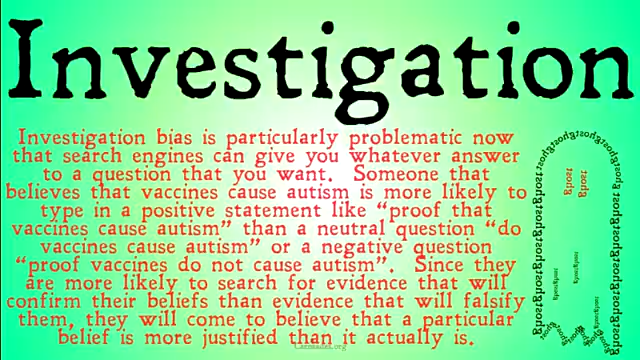 Investigation
Investigation bias is particularly problematic now
that search engines can give you whatever answer
to a question that you want. Someone that
believes that vaccines cause autism is more likely to
type in a positive statement like "proof that
vaccines cause autism" than a neutral question "do
vaccines cause autism" or a negative question
"proof vaccines do not cause autism". Since they
are more likely to search for evidence that will
confirm their beliefs than evidence that will falsify
them, they will come to believe that a particular
belief is more justified than it actually is.